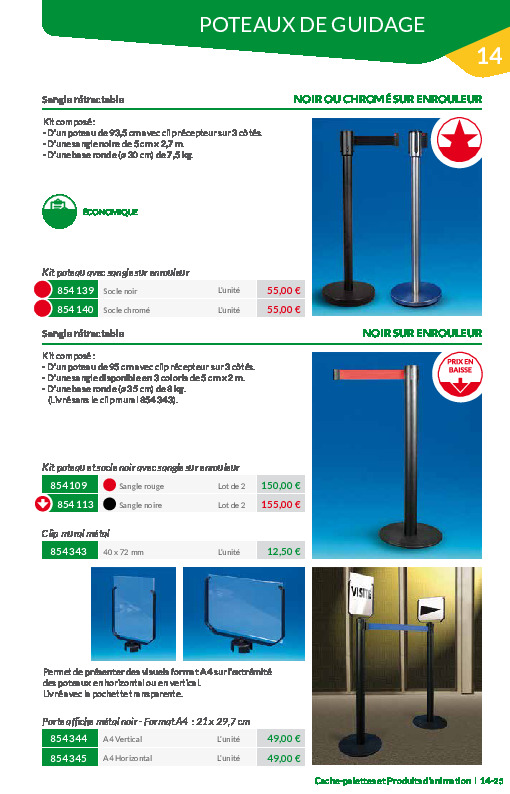 POTEAUX DE GUIDAGE
14
Sangle rétractable
NOIR OU CHROMÉ SUR ENROULEUR
Kit composé :
- D'un poteau de 93,5 cm avec clip récepteur sur 3 côtés.
- D'une sangle noire de 5 cm x 2,7 m.
- D'une base ronde (ø 30 cm) de 7,5 kg.
ÉCONOMIQUE
Kit poteau avec sangle sur enrouleur
854139 Socle noir L'unité 55,00 €
854140 Socle chromé L'unité 55,00 €
Sangle rétractable
NOIR SUR ENROULEUR
Kit composé :
- D'un poteau de 95 cm avec clip récepteur sur 3 côtés.
- D'une sangle disponible en 3 coloris de 5 cm x 2 m.
- D'une base ronde (ø 35 cm) de 8 kg.
(Livré sans le clip mural 854343).
PRIX EN
BAISSE
Kit poteau et socle noir avec sangle sur enrouleur
854109 Sangle rouge Lot de 2 150,00 €
854113 Sangle noire Lot de 2 155,00 €
Clip mural métal
854343 40 x 72 mm L'unité 12,50 €
VISITE
Permet de présenter des visuels format A4 sur l'extrémité
des poteaux en horizontal ou en vertical.
Livré avec la pochette transparente.
Porte affiche métal noir - Format A4 : 21 x 29,7 cm
854344 A4 Vertical L'unité 49,00 €
854345 A4 Horizontal L'unité 49,00 €
Cache-palettes et Produits d'animation | 14-25